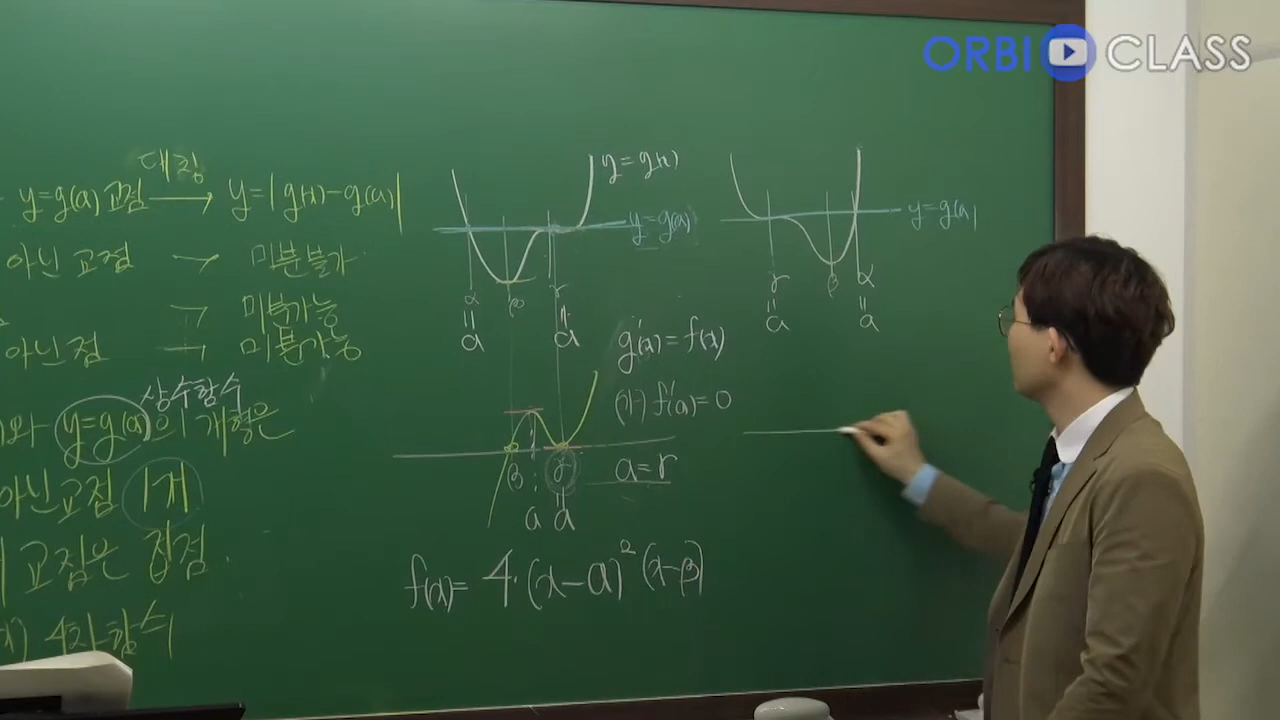 ORBI CLASS
대칭
y=g(a) 교점 → y=|g(x)-g(a)|
아닌 교점 → 미분불가
→ 미분가능
아닌 점 → 미분가능
상수함수
와 y=g(a)의 개형은
아닌 교점 1개
교점은 접점.
4차함수
y=g(x)
y=g(a)
α β r
a a
g'(x)=f(x)
(가) f'(a)=0
β r
a a
a=r
f(x)= 4·(x-a)²(x-β)
y=g(a)
r β α
a a